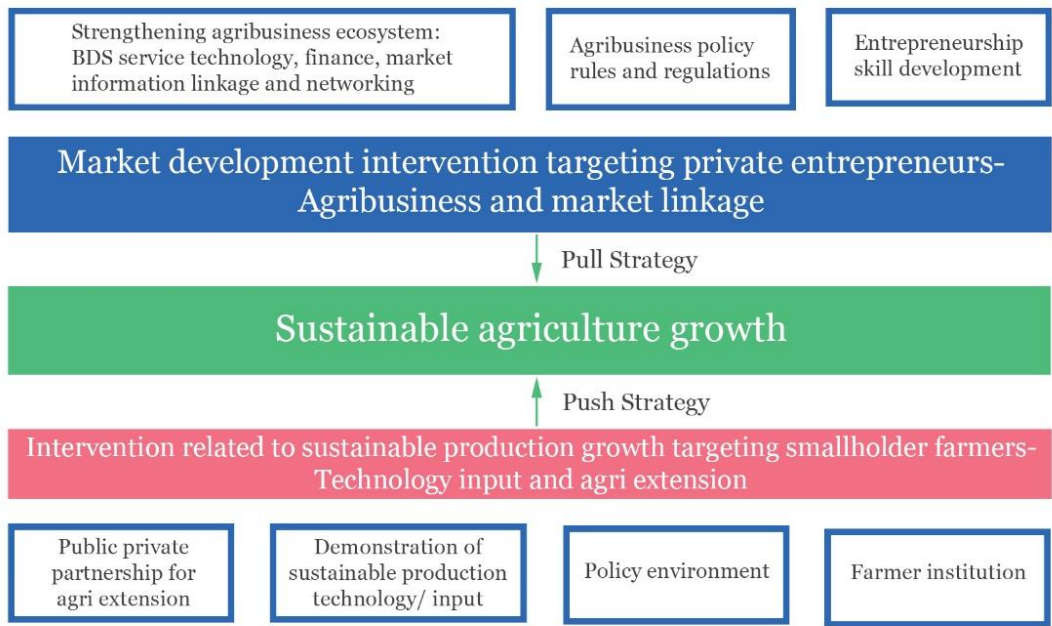 Strengthening agribusiness ecosystem:
BDS service technology, finance, market
information linkage and networking
Agribusiness policy
rules and regulations
Entrepreneurship
skill development
Market development intervention targeting private entrepreneurs-
Agribusiness and market linkage
Pull Strategy
Sustainable agriculture growth
Push Strategy
Intervention related to sustainable production growth targeting smallholder farmers-
Technology input and agri extension
Public private
partnership for
agri extension
Demonstration of
sustainable production
technology/ input
Policy environment
Farmer institution